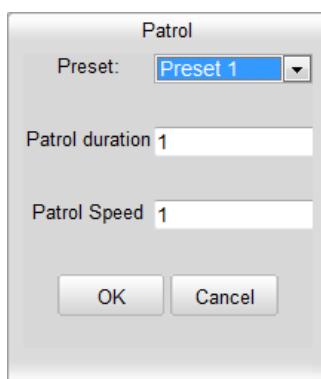 Patrol
Preset: Preset 1
Patrol duration 1
Patrol Speed 1
OK Cancel